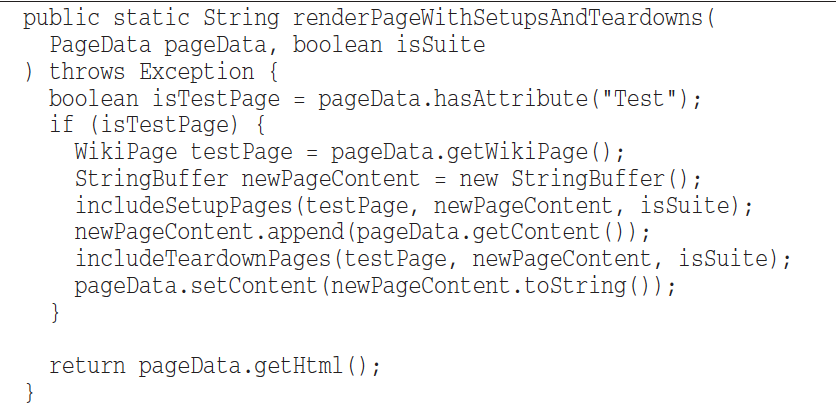 public static String renderPageWithSetupsAndTeardowns(
  PageData pageData, boolean isSuite
) throws Exception {
  boolean isTestPage = pageData.hasAttribute("Test");
  if (isTestPage) {
    WikiPage testPage = pageData.getWikiPage();
    StringBuffer newPageContent = new StringBuffer();
    includeSetupPages(testPage, newPageContent, isSuite);
    newPageContent.append(pageData.getContent());
    includeTeardownPages(testPage, newPageContent, isSuite);
    pageData.setContent(newPageContent.toString());
  }

  return pageData.getHtml();
}